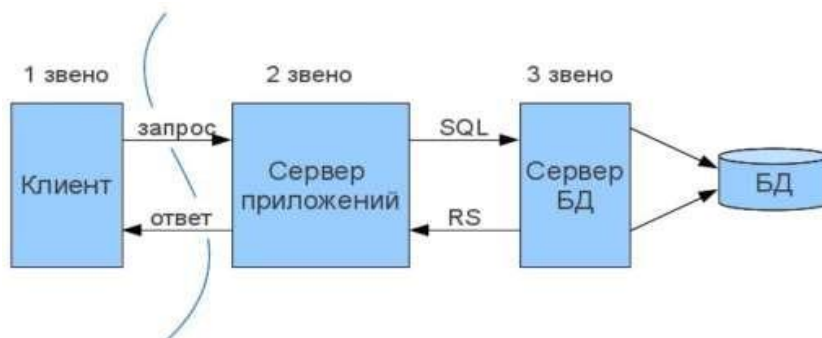 1 звено
2 звено
3 звено
запрос
SQL
Клиент
Сервер
приложений
Сервер
БД
БД
ответ
RS